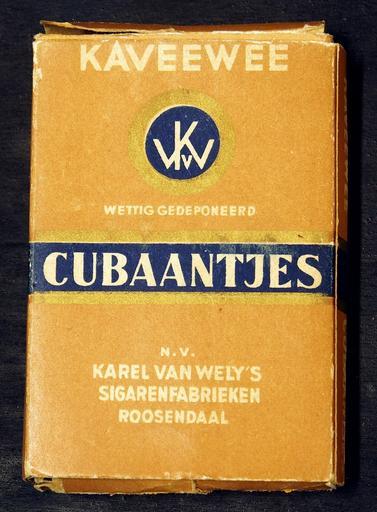 KAVEEWEE
KVW
WETTIG GEDEPONEERD
CUBAANTJES
N.V.
KAREL VAN WELY'S
SIGARENFABRIEKEN
ROOSENDAAL